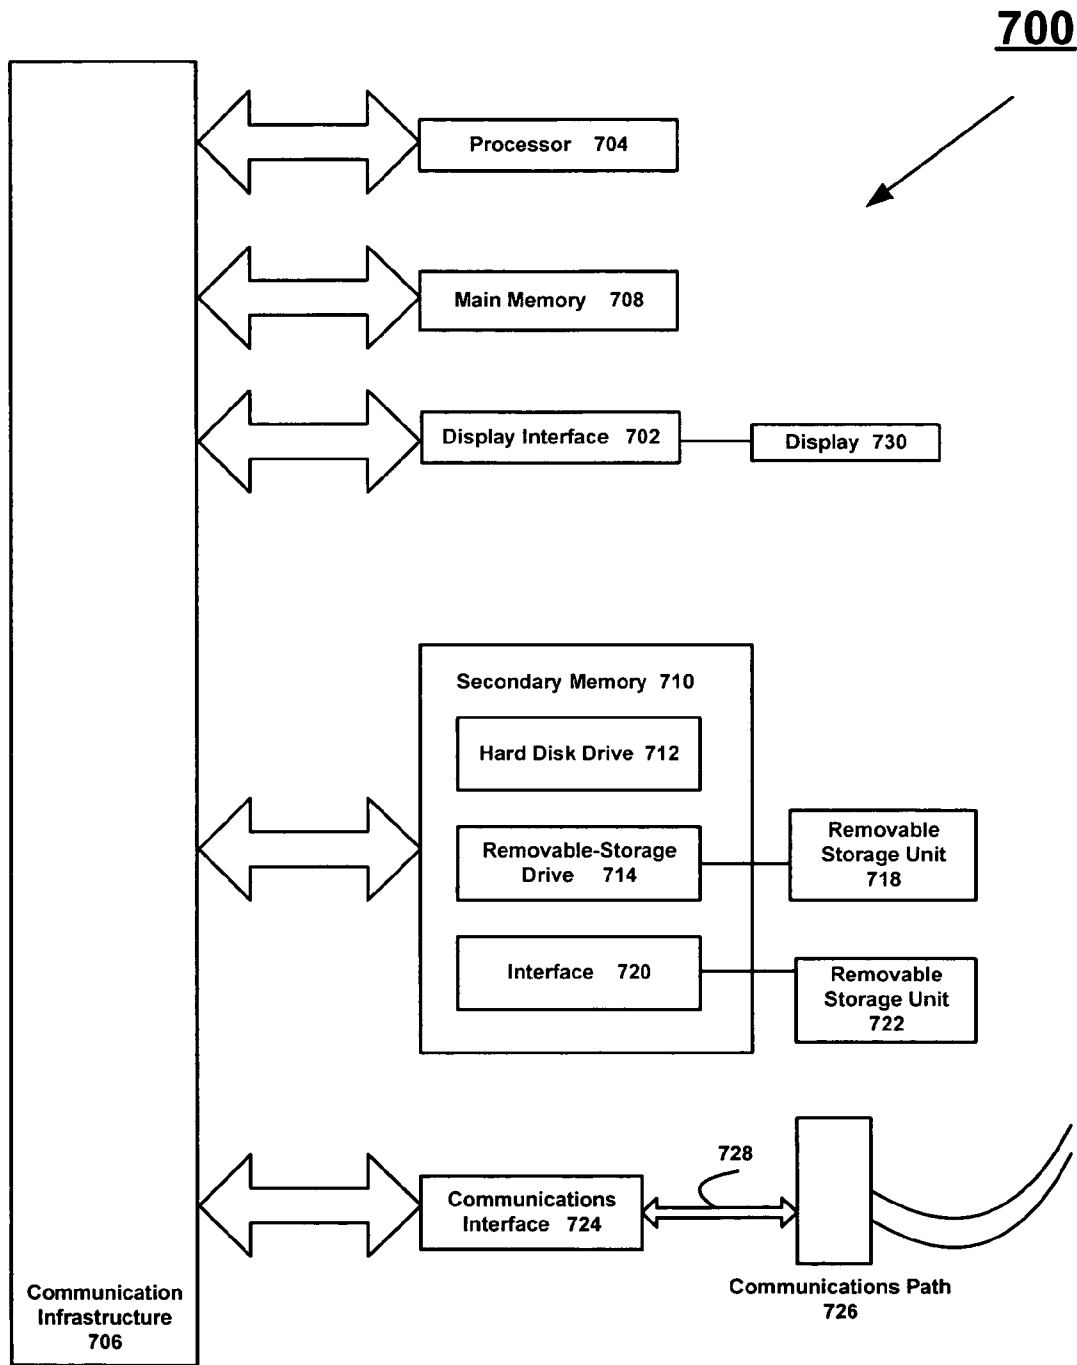 700
Processor 704
Main Memory 708
Display Interface 702
Display 730
Secondary Memory 710
Hard Disk Drive 712
Removable-Storage
Drive 714
Removable
Storage Unit
718
Interface 720
Removable
Storage Unit
722
728
Communications
Interface 724
Communications Path
726
Communication
Infrastructure
706